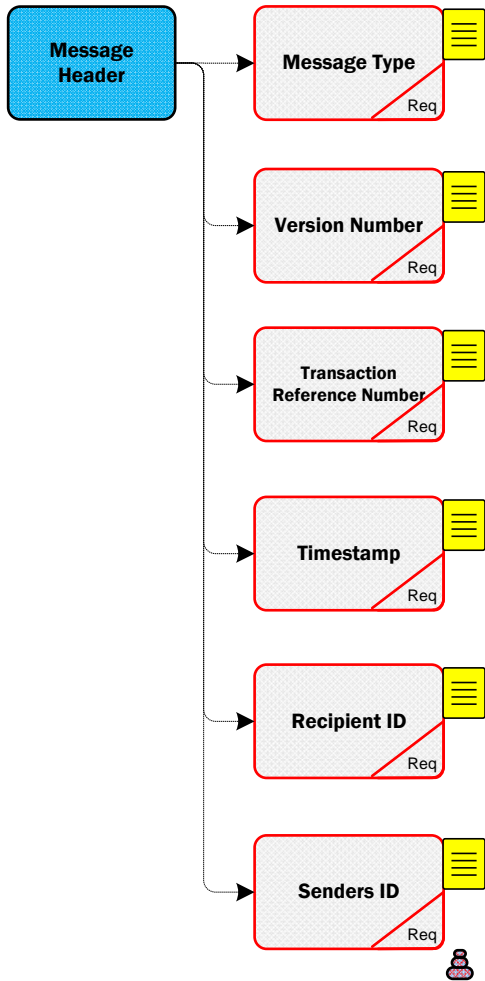 Message
Header
Message Type
Req
Version Number
Req
Transaction
Reference Number
Req
Timestamp
Req
Recipient ID
Req
Senders ID
Req